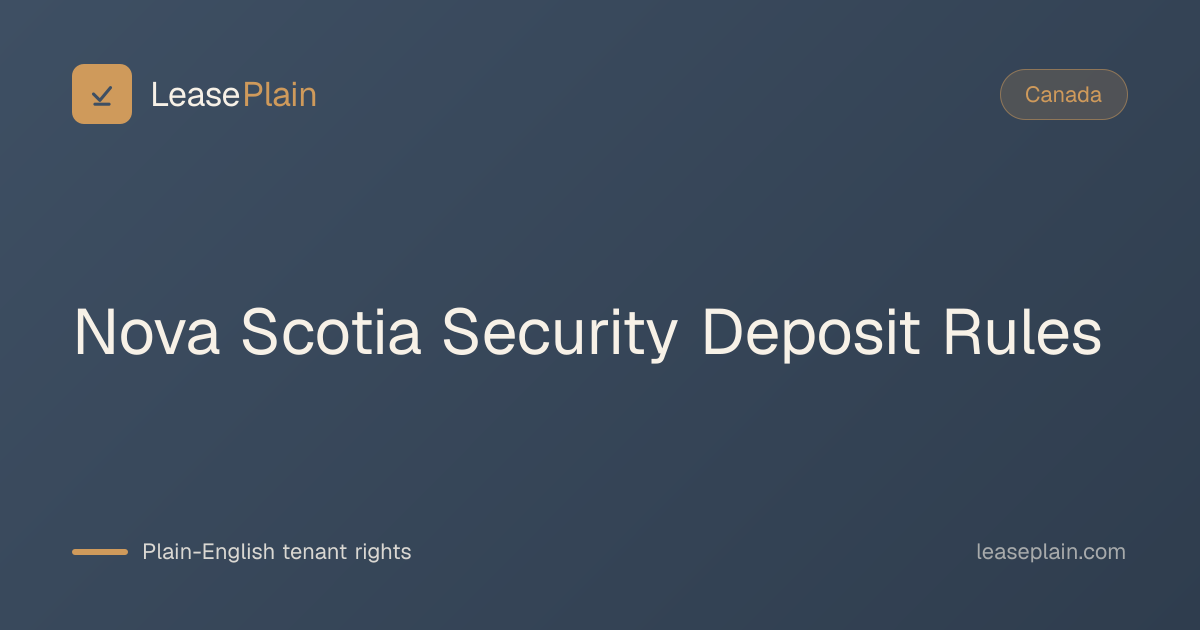 LeasePlain
Canada
Nova Scotia Security Deposit Rules
Plain-English tenant rights
leaseplain.com